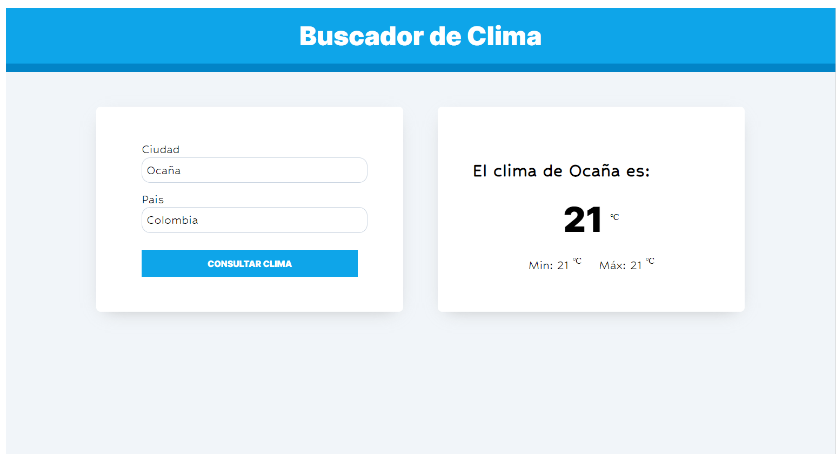 Buscador de Clima
Ciudad
Ocaña
Pais
Colombia
CONSULTAR CLIMA
El clima de Ocaña es:
21 °C
Min: 21 °C Máx: 21 °C